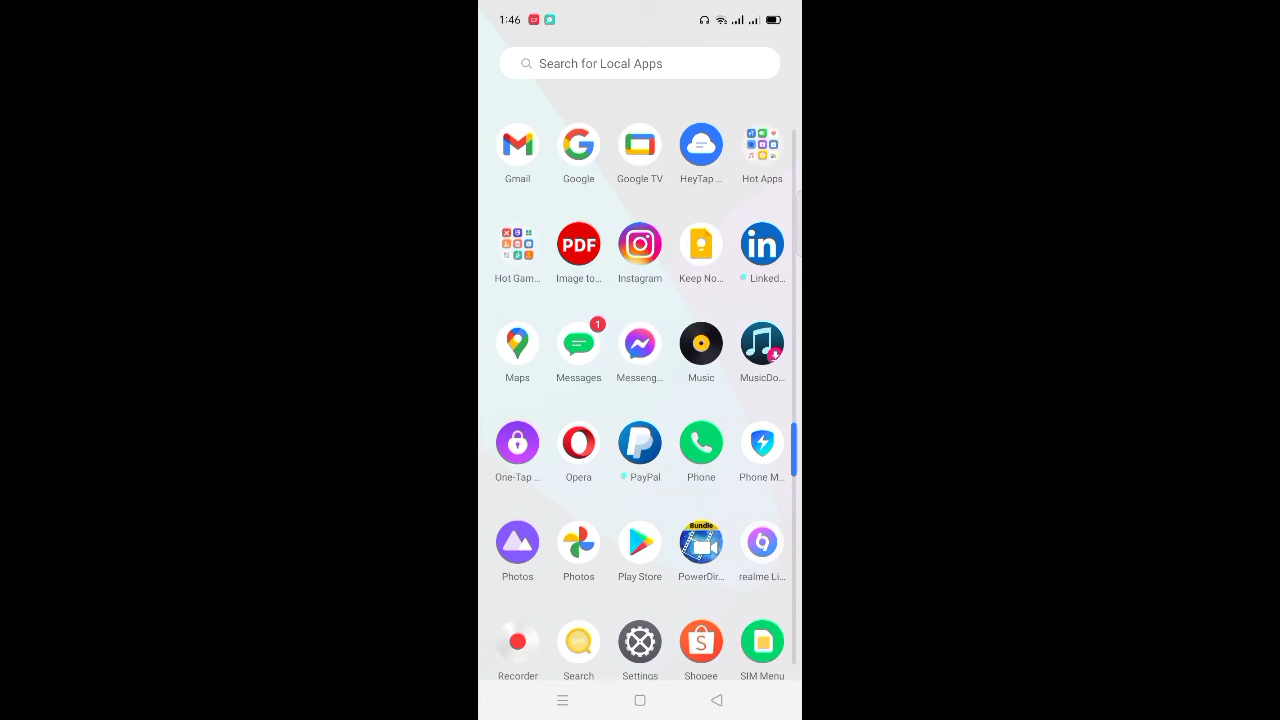 1:46
Search for Local Apps
Gmail Google Google TV HeyTap ... Hot Apps
PDF in
Hot Gam... Image to... Instagram Keep No... Linked...
1
Maps Messages Messeng... Music MusicDo...
One-Tap ... Opera PayPal Phone Phone M...
Bundle
Photos Photos Play Store PowerDir... realme Li...
S
Recorder Search Settings Shopee SIM Menu